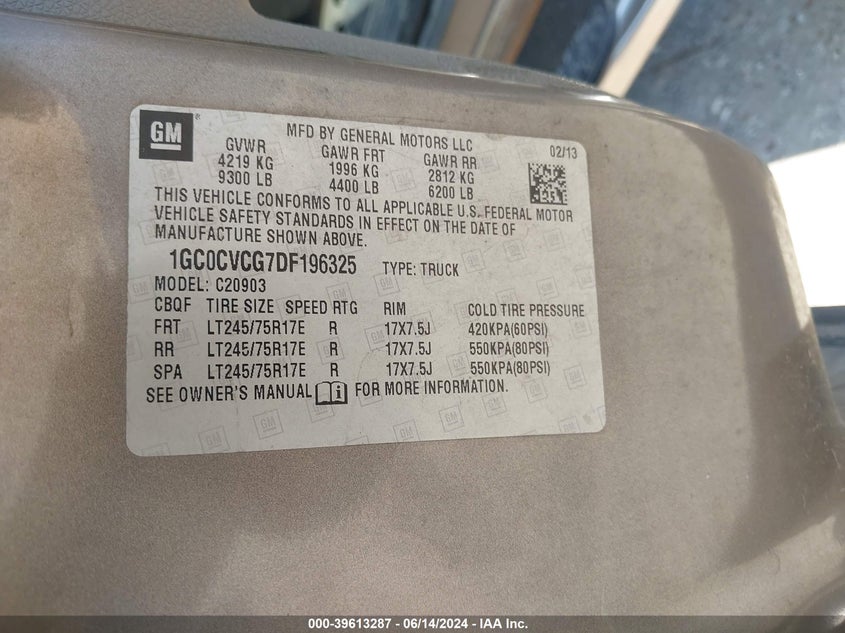 GM MFD BY GENERAL MOTORS LLC 02/13
GVWR GAWR FRT GAWR RR
4219 KG 1996 KG 2812 KG
9300 LB 4400 LB 6200 LB
THIS VEHICLE CONFORMS TO ALL APPLICABLE U.S. FEDERAL MOTOR
VEHICLE SAFETY STANDARDS IN EFFECT ON THE DATE OF
MANUFACTURE SHOWN ABOVE.
1GC0CVCG7DF196325 TYPE: TRUCK
MODEL: C20903
CBQF TIRE SIZE SPEED RTG RIM COLD TIRE PRESSURE
FRT LT245/75R17E R 17X7.5J 420KPA(60PSI)
RR LT245/75R17E R 17X7.5J 550KPA(80PSI)
SPA LT245/75R17E R 17X7.5J 550KPA(80PSI)
SEE OWNER'S MANUAL i FOR MORE INFORMATION.
000-39613287 - 06/14/2024 - IAA Inc.